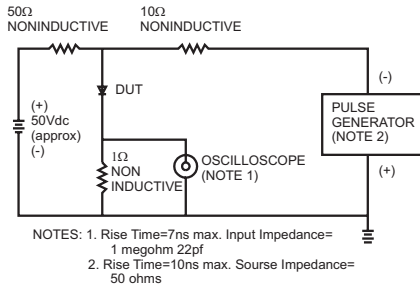 50Ω
NONINDUCTIVE
10Ω
NONINDUCTIVE
(+)
50Vdc
(approx)
(-)
DUT
1Ω
NON
INDUCTIVE
OSCILLOSCOPE
(NOTE 1)
(-)
PULSE
GENERATOR
(NOTE 2)
(+)
NOTES: 1. Rise Time=7ns max. Input Impedance=
1 megohm 22pf
2. Rise Time=10ns max. Sourse Impedance=
50 ohms